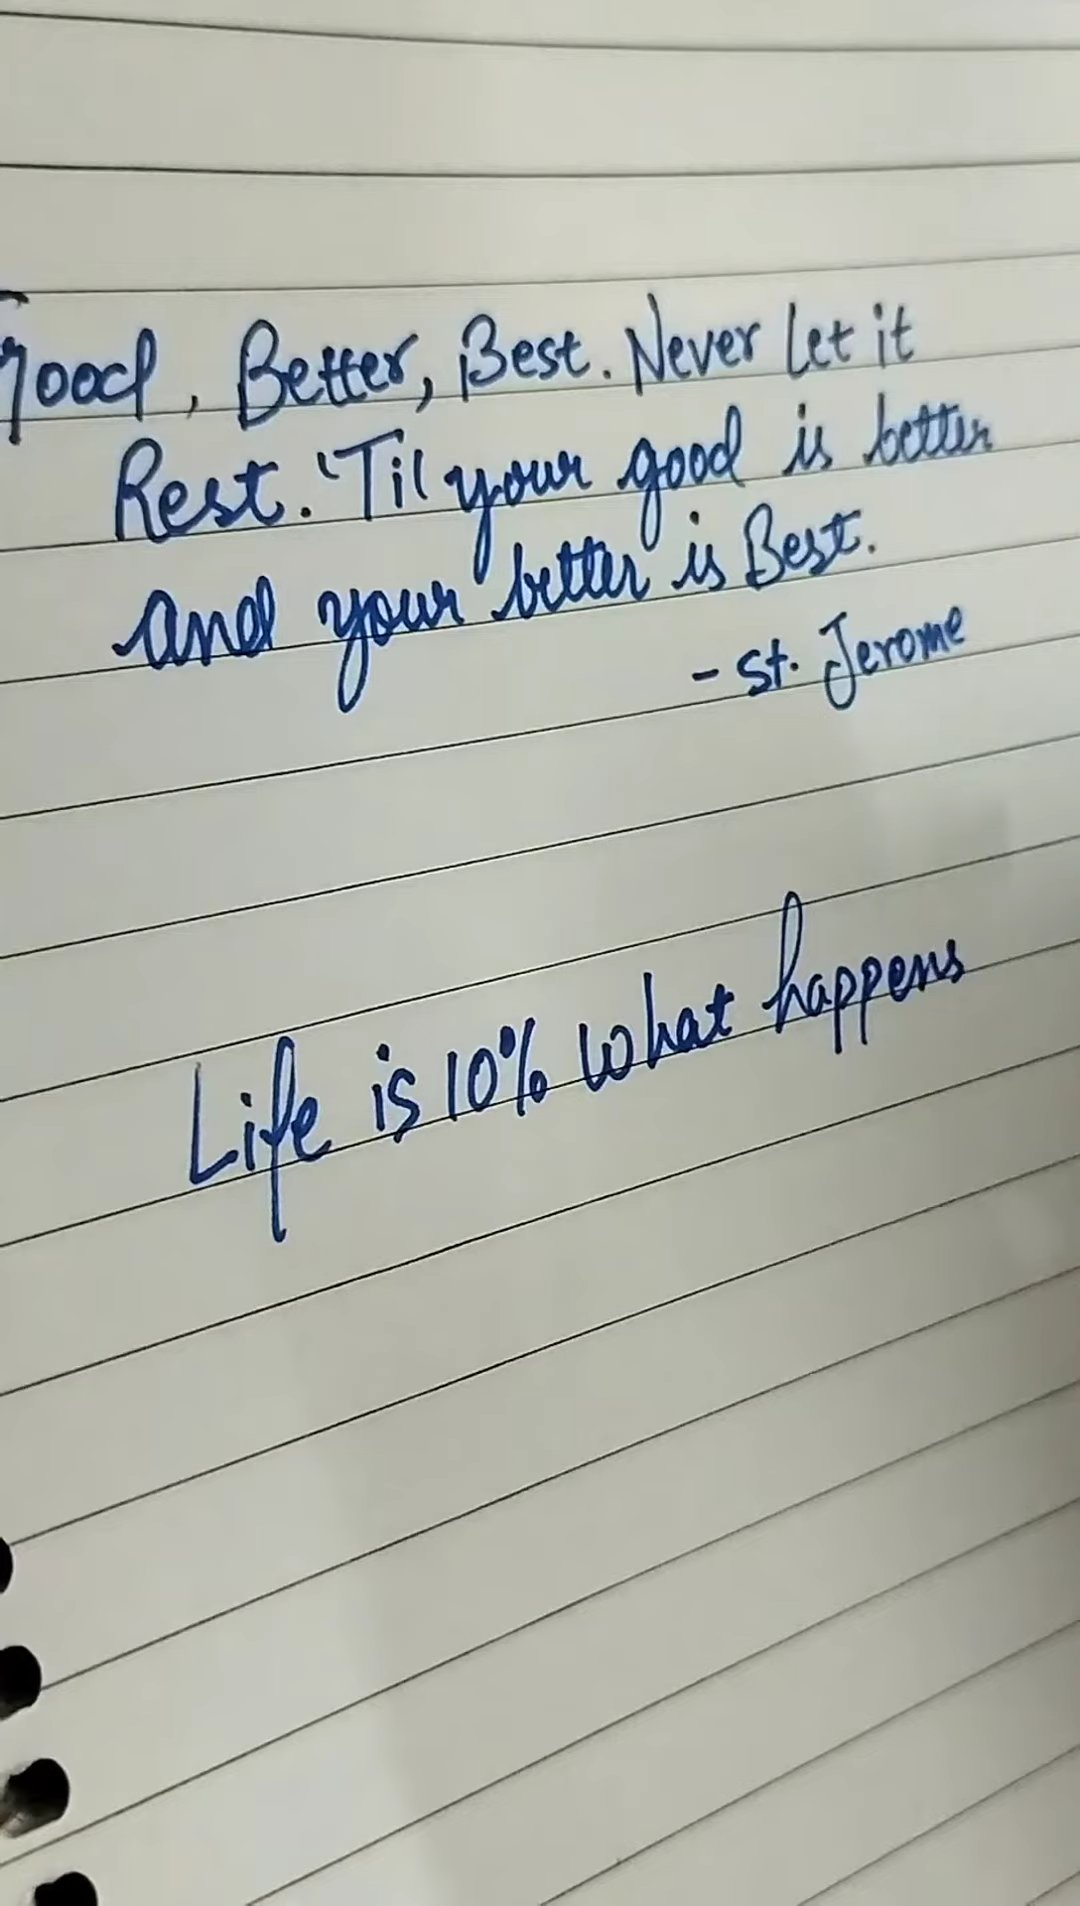 Good, Better, Best. Never let it
Rest. 'Til your good is better
and your better is Best.
- St. Jerome
Life is 10% what happens